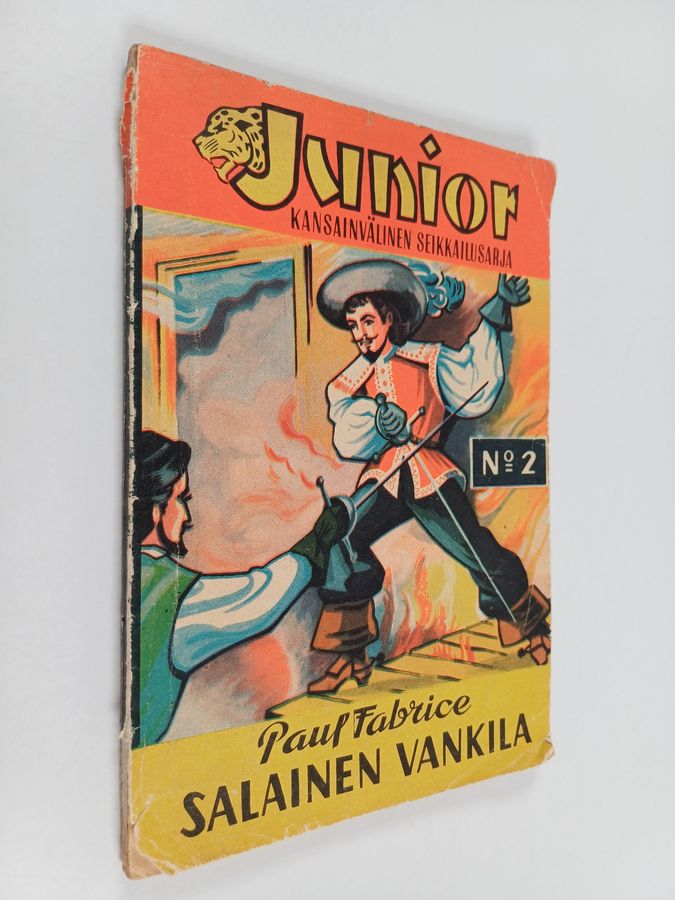 Junior
KANSAINVÄLINEN SEIKKAILUSARJA
Nº 2
Paul Fabrice
SALAINEN VANKILA